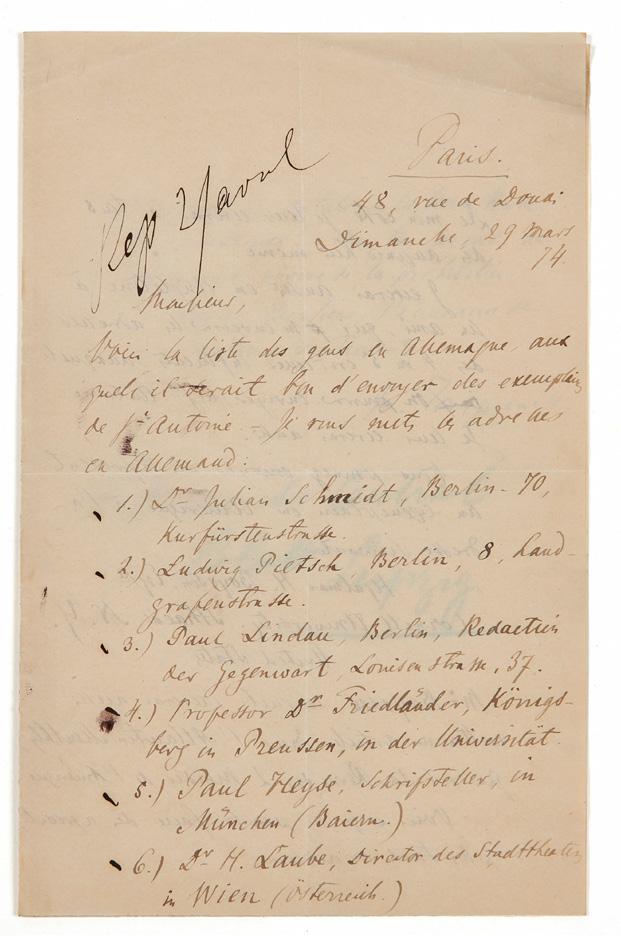 Paris.
Rep 2 Javril
48, rue de Douai
Dimanche, 29 Mars
74.
Monsieur,
Voici la liste des gens en Allemagne, aux
quels il serait bon d'envoyer des exemplaires
de St Antoine – Je vous mets les adresses
en Allemand:
1.) Dr Julian Schmidt, Berlin – 70,
Kurfürstenstrasse.
2.) Ludwig Pietsch Berlin, 8, Land-
grafenstrasse.
3.) Paul Lindau, Berlin, Redaction
der Gegenwart, Louisenstrasse, 37.
4.) Professor Dr Friedländer, Königs-
berg in Preussen, in der Universität.
5.) Paul Heyse, Schriftsteller, in
München (Baiern.)
6.) Dr H. Laube, Director des Stadttheaters
in Wien (Österreich.)